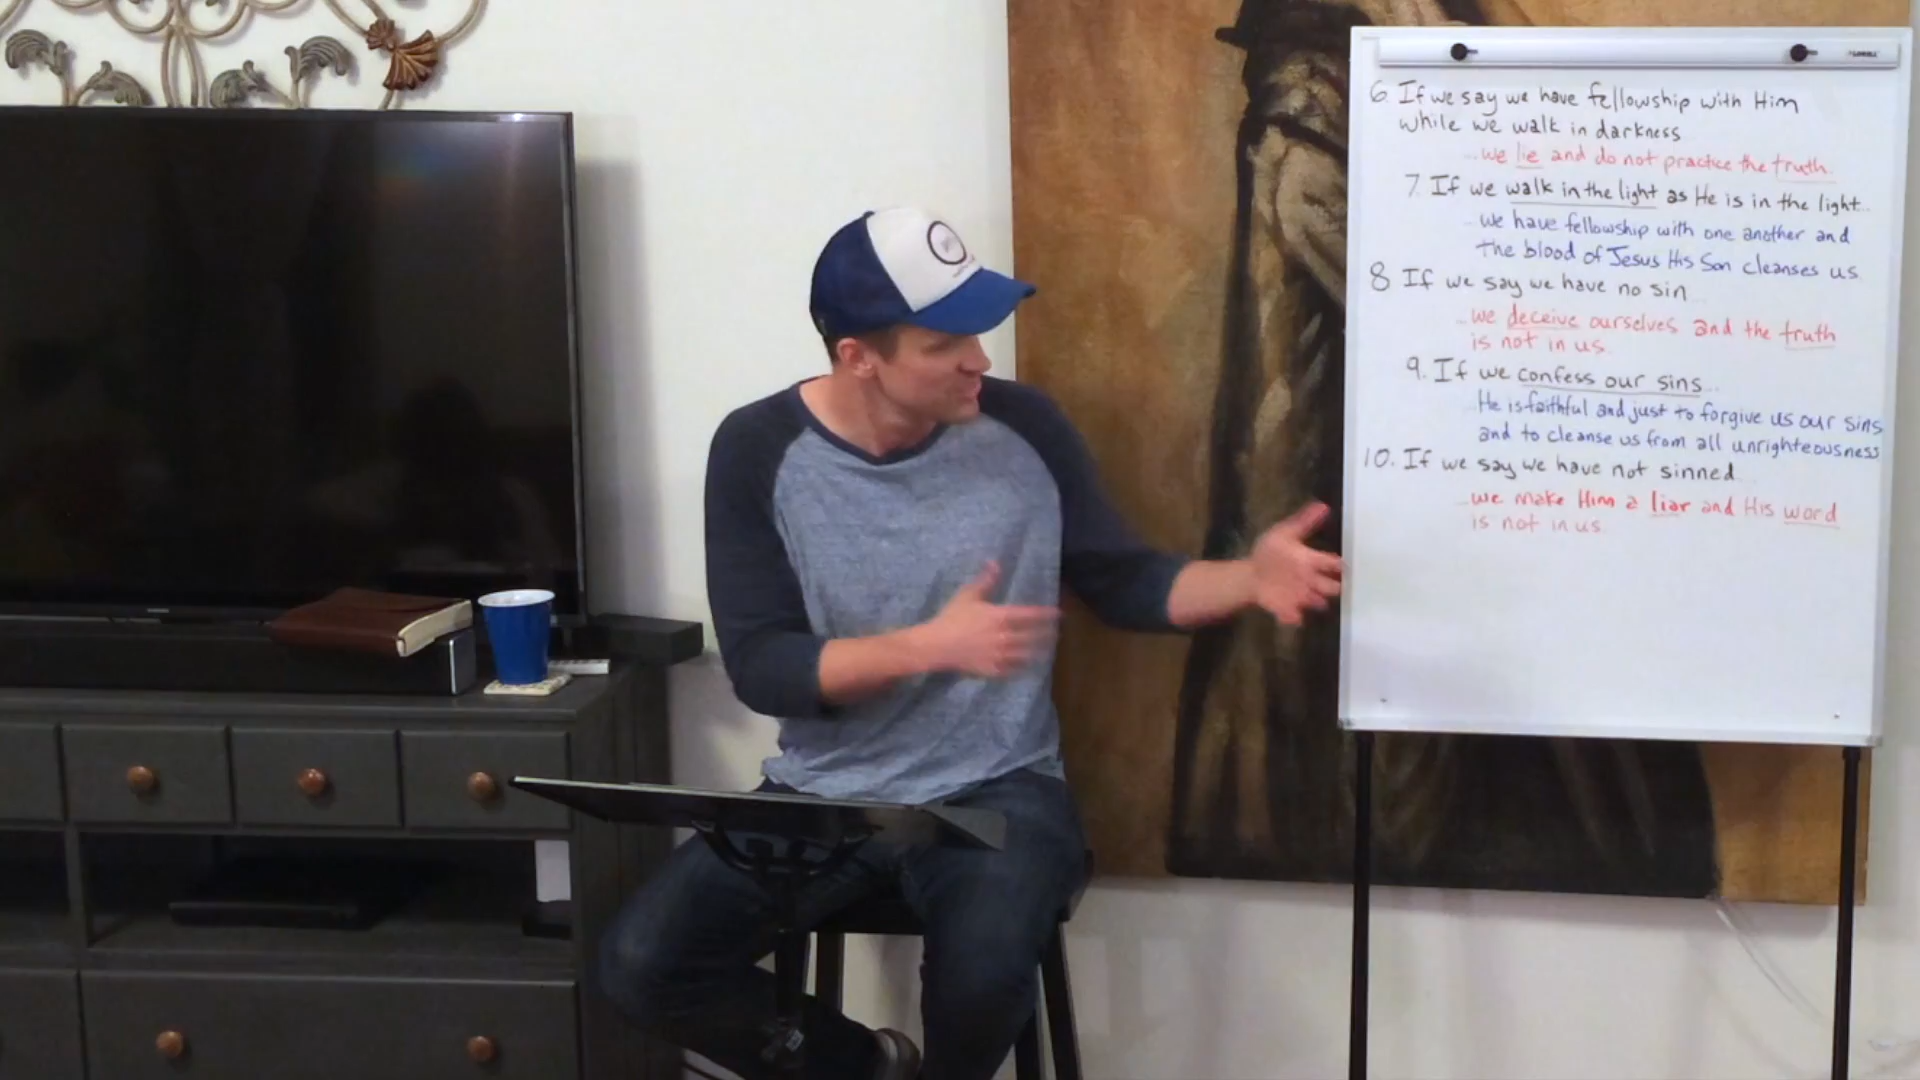 6. If we say we have fellowship with Him
while we walk in darkness
...we lie and do not practice the truth.
7. If we walk in the light as He is in the light...
...we have fellowship with one another and
the blood of Jesus His Son cleanses us
8 If we say we have no sin
...we deceive ourselves and the truth
is not in us.
9. If we confess our sins...
He is faithful and just to forgive us our sins
and to cleanse us from all unrighteousness
10. If we say we have not sinned
...we make Him a liar and His word
is not in us.